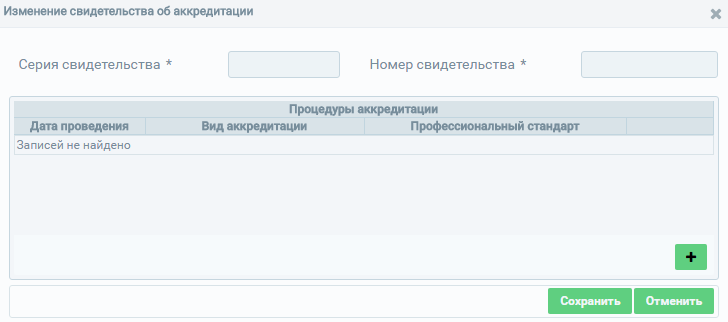 Изменение свидетельства об аккредитации
Серия свидетельства * Номер свидетельства *
Процедуры аккредитации
Дата проведения Вид аккредитации Профессиональный стандарт
Записей не найдено
+
Сохранить Отменить